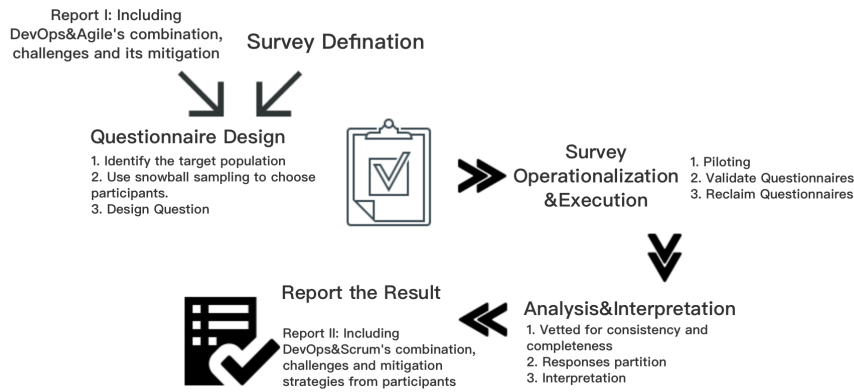 Report I: Including
DevOps&Agile's combination,
challenges and its mitigation
Survey Defination
Questionnaire Design
1. Identify the target population
2. Use snowball sampling to choose
participants.
3. Design Question
Survey
Operationalization
&Execution
1. Piloting
2. Validate Questionnaires
3. Reclaim Questionnaires
Analysis&Interpretation
1. Vetted for consistency and
completeness
2. Responses partition
3. Interpretation
Report the Result
Report II: Including
DevOps&Scrum's combination,
challenges and mitigation
strategies from participants